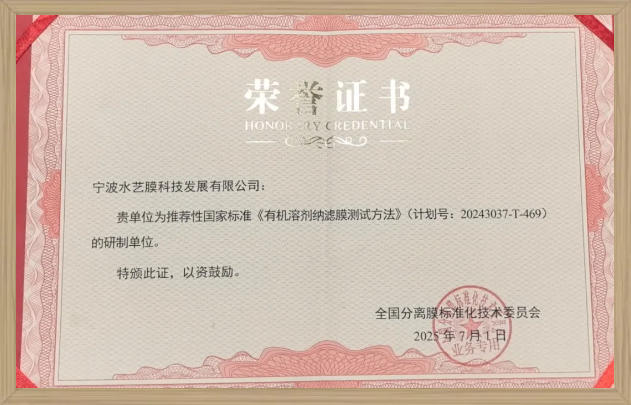 荣誉证书
HONORARY CREDENTIAL
宁波水艺膜科技发展有限公司：
贵单位为推荐性国家标准《有机溶剂纳滤膜测试方法》（计划号：20243037-T-469）
的研制单位。
特颁此证，以资鼓励。
全国分离膜标准化技术委员会
2025 年 7 月 1 日
业务专用